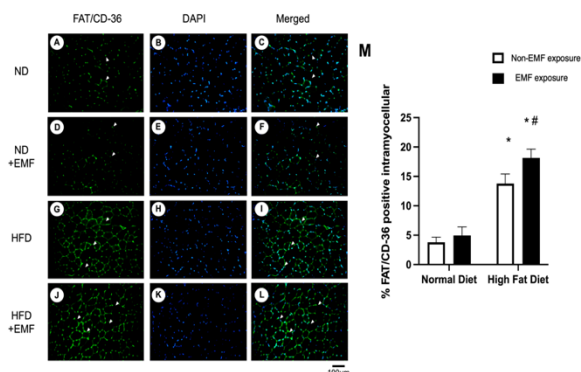 FAT/CD-36 DAPI Merged
ND
A B C
ND
+EMF
D E F
HFD
G H I
HFD
+EMF
J K L
M
Non-EMF exposure
EMF exposure
% FAT/CD-36 positive intramyocellular
25
20
15
10
5
0
*
* #
Normal Diet High Fat Diet